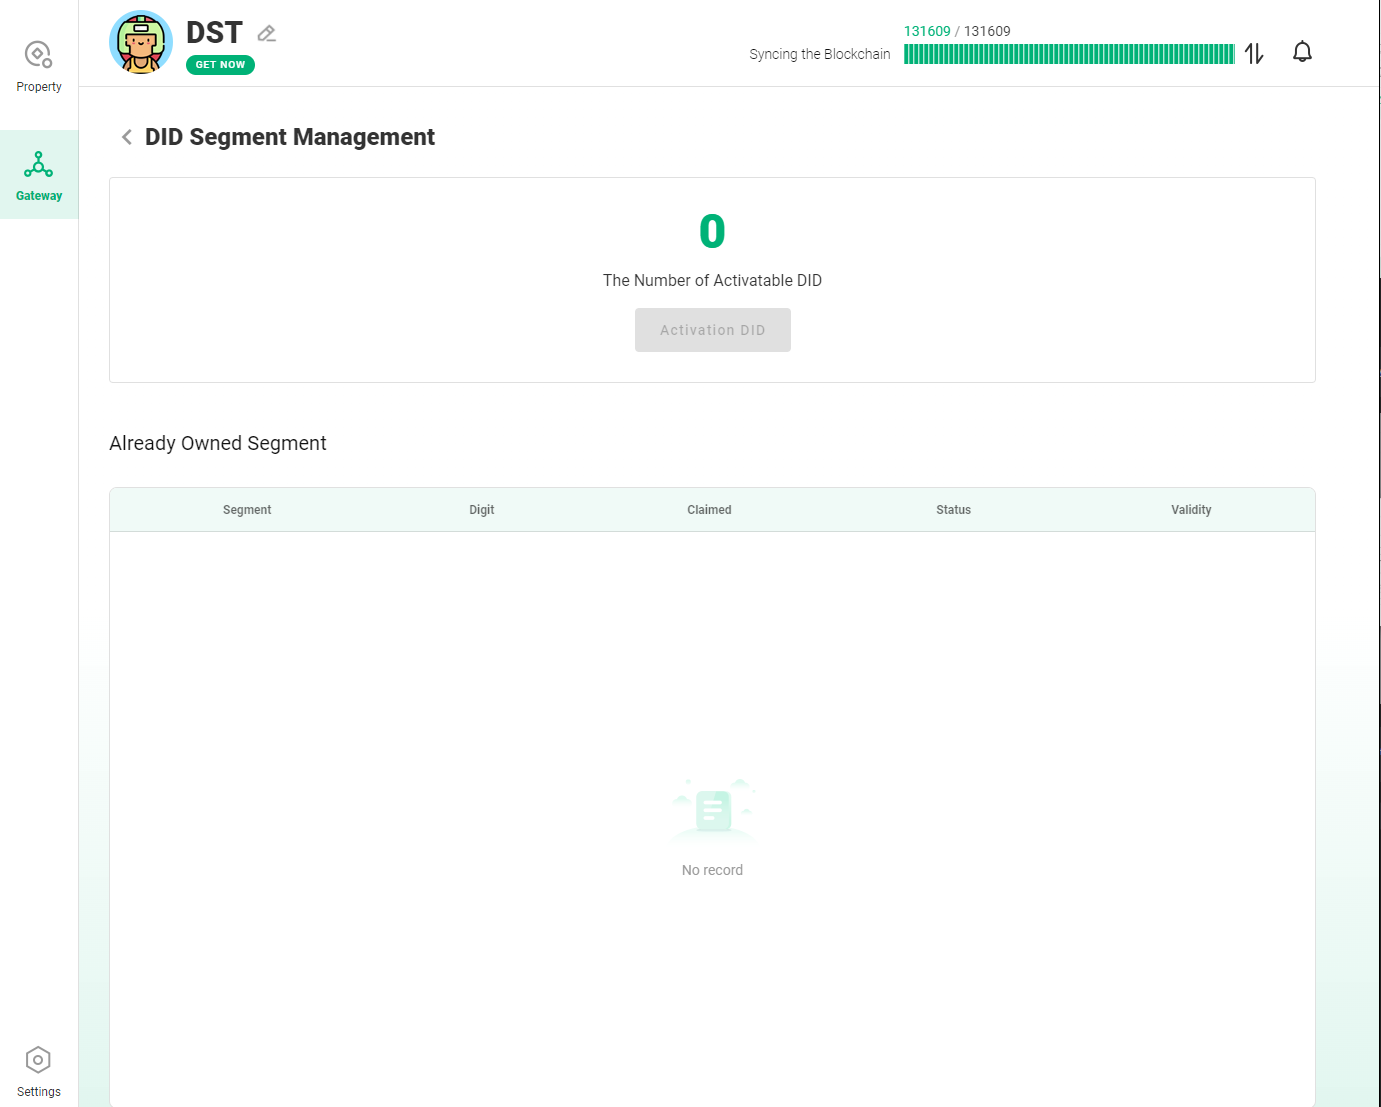 Property
Gateway
Settings
DST
GET NOW
Syncing the Blockchain
131609 / 131609
DID Segment Management
0
The Number of Activatable DID
Activation DID
Already Owned Segment
Segment Digit Claimed Status Validity
No record